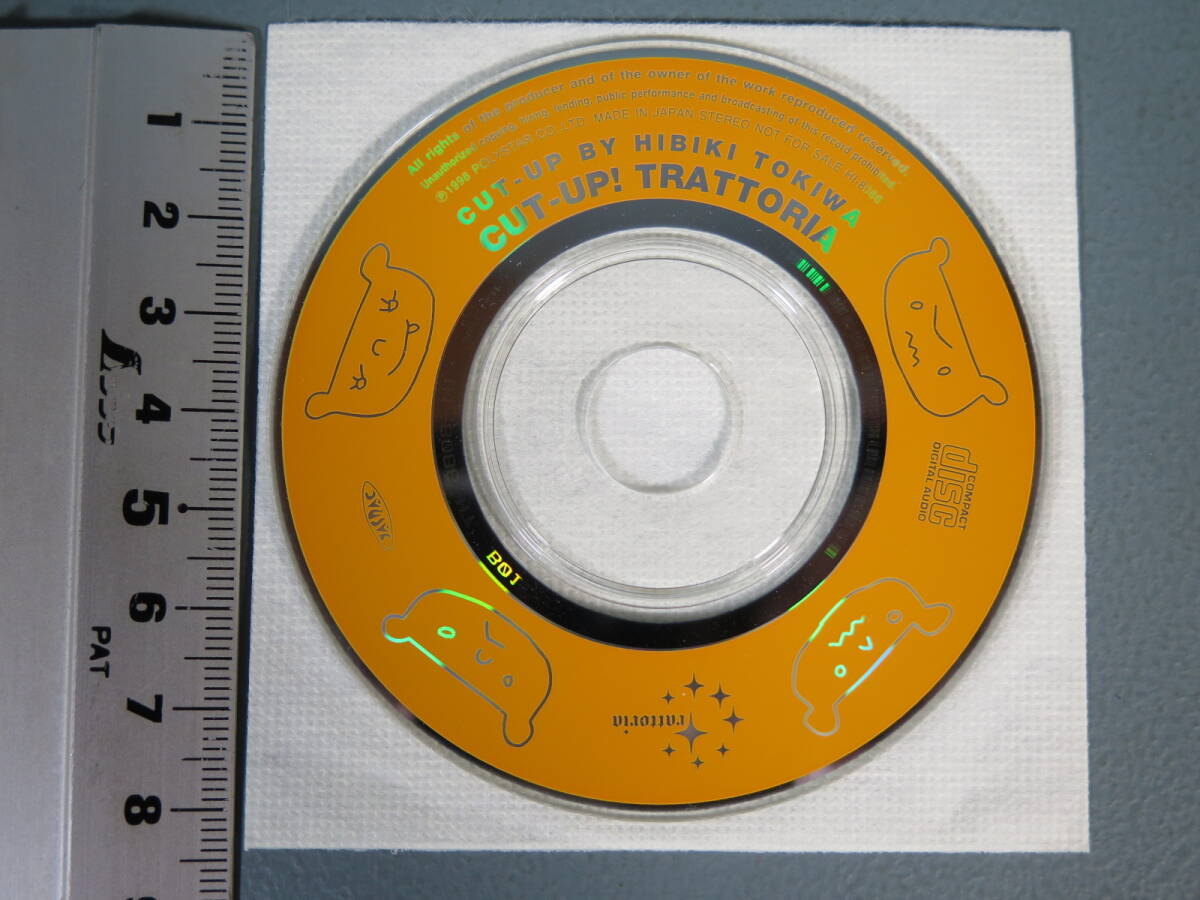 All rights of the producer and of the owner of the work reproduced reserved.
Unauthorized copying, hiring, lending, public performance and broadcasting of this record prohibited.
℗1998 POLYSTAR CO.,LTD. MADE IN JAPAN STEREO NOT FOR SALE
CUT-UP BY HIBIKI TOKIWA
CUT-UP! TRATTORIA
COMPACT
disc
DIGITAL AUDIO
JASRAC
B01
trattoria
1
2
3
4
5
6
7
8
9
PAT